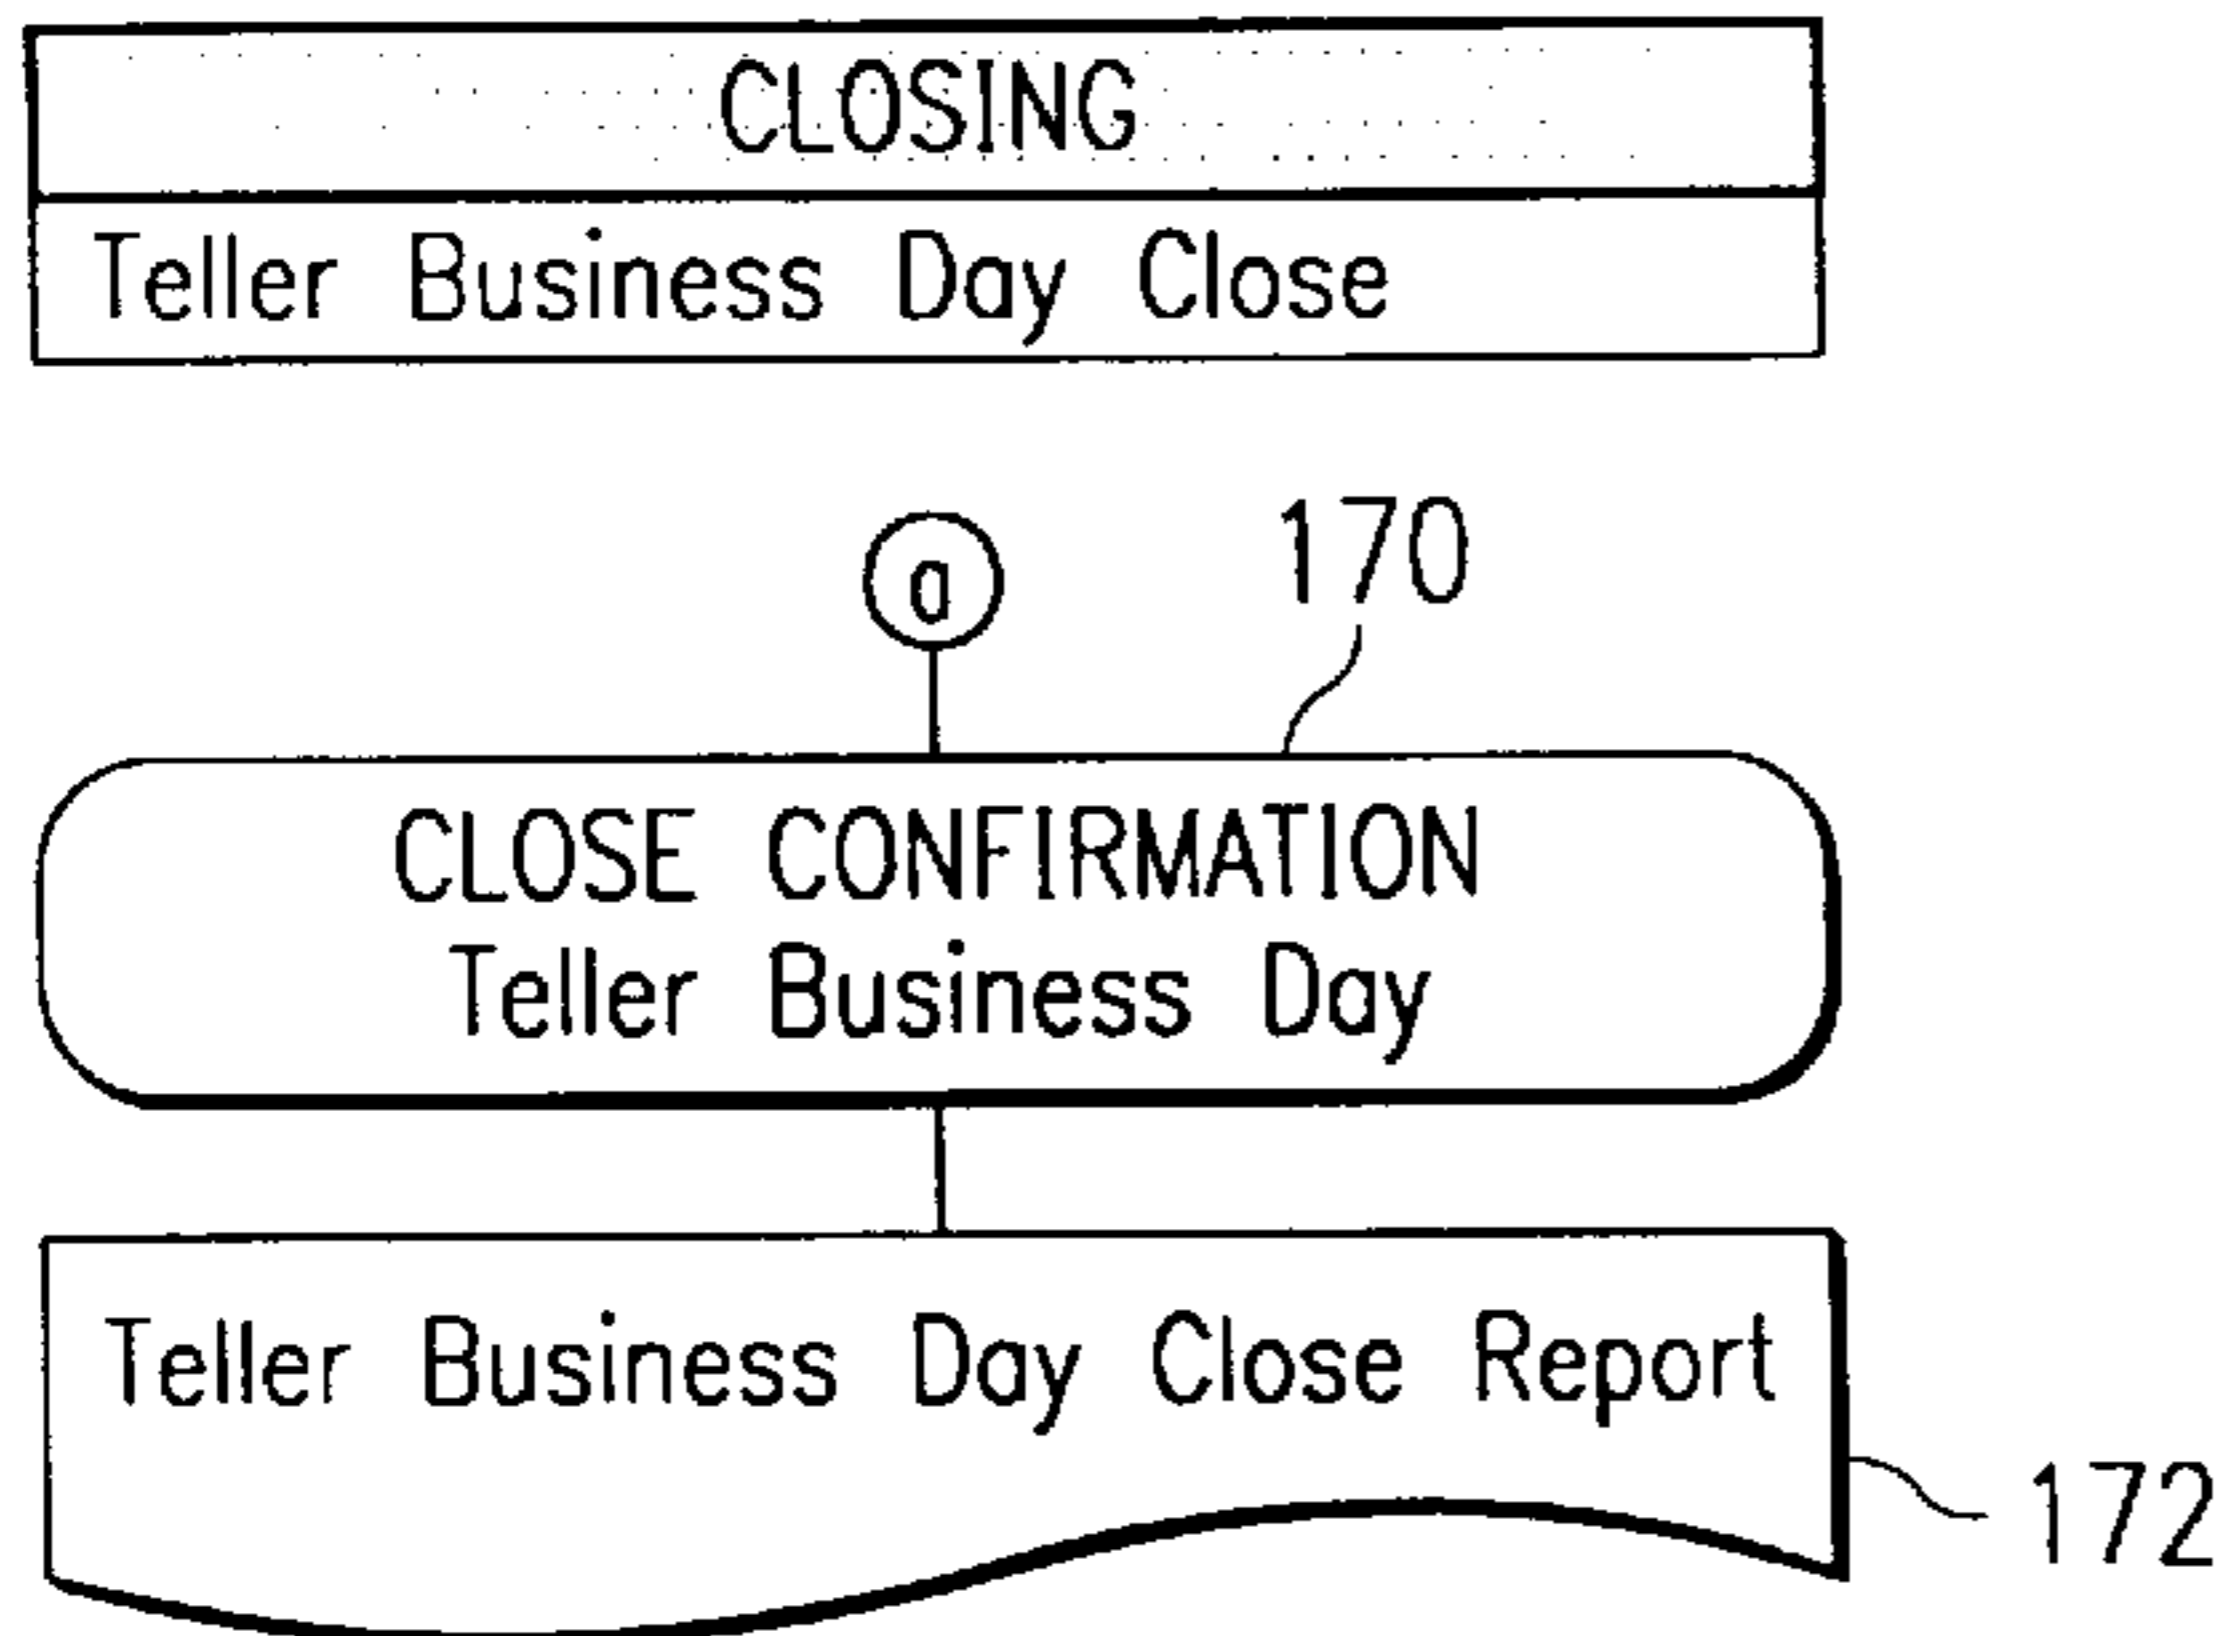 CLOSING
Teller Business Day Close
a
170
CLOSE CONFIRMATION
Teller Business Day
Teller Business Day Close Report
172